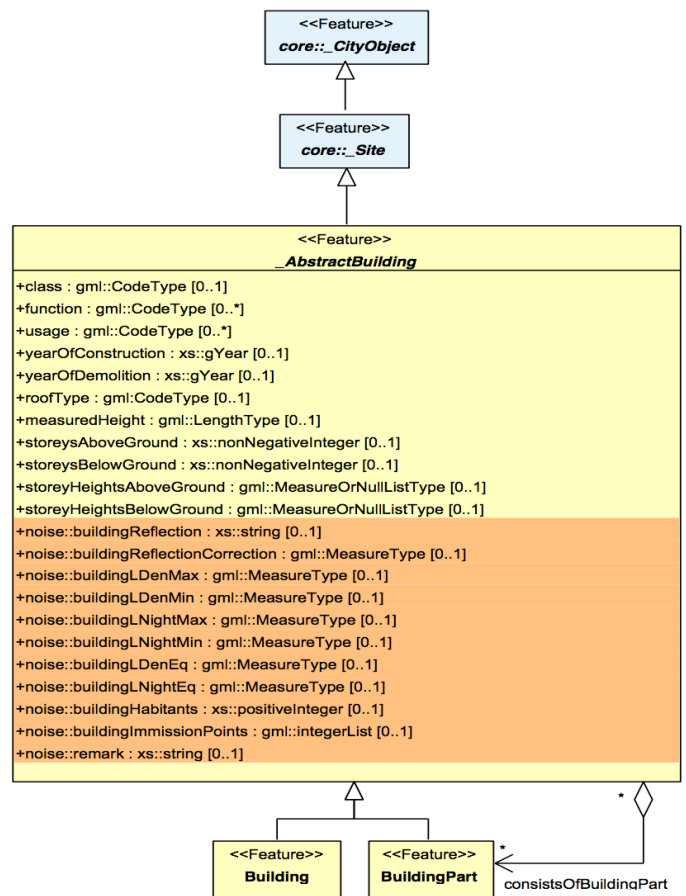 <<Feature>>
core::_CityObject
<<Feature>>
core::_Site
<<Feature>>
_AbstractBuilding
+class : gml::CodeType [0..1]
+function : gml::CodeType [0..*]
+usage : gml::CodeType [0..*]
+yearOfConstruction : xs::gYear [0..1]
+yearOfDemolition : xs::gYear [0..1]
+roofType : gml:CodeType [0..1]
+measuredHeight : gml::LengthType [0..1]
+storeysAboveGround : xs::nonNegativeInteger [0..1]
+storeysBelowGround : xs::nonNegativeInteger [0..1]
+storeyHeightsAboveGround : gml::MeasureOrNullListType [0..1]
+storeyHeightsBelowGround : gml::MeasureOrNullListType [0..1]
+noise::buildingReflection : xs::string [0..1]
+noise::buildingReflectionCorrection : gml::MeasureType [0..1]
+noise::buildingLDenMax : gml::MeasureType [0..1]
+noise::buildingLDenMin : gml::MeasureType [0..1]
+noise::buildingLNightMax : gml::MeasureType [0..1]
+noise::buildingLNightMin : gml::MeasureType [0..1]
+noise::buildingLDenEq : gml::MeasureType [0..1]
+noise::buildingLNightEq : gml::MeasureType [0..1]
+noise::buildingHabitants : xs::positiveInteger [0..1]
+noise::buildingImmissionPoints : gml::integerList [0..1]
+noise::remark : xs::string [0..1]
*
<<Feature>>
Building
<<Feature>>
BuildingPart
*
consistsOfBuildingPart